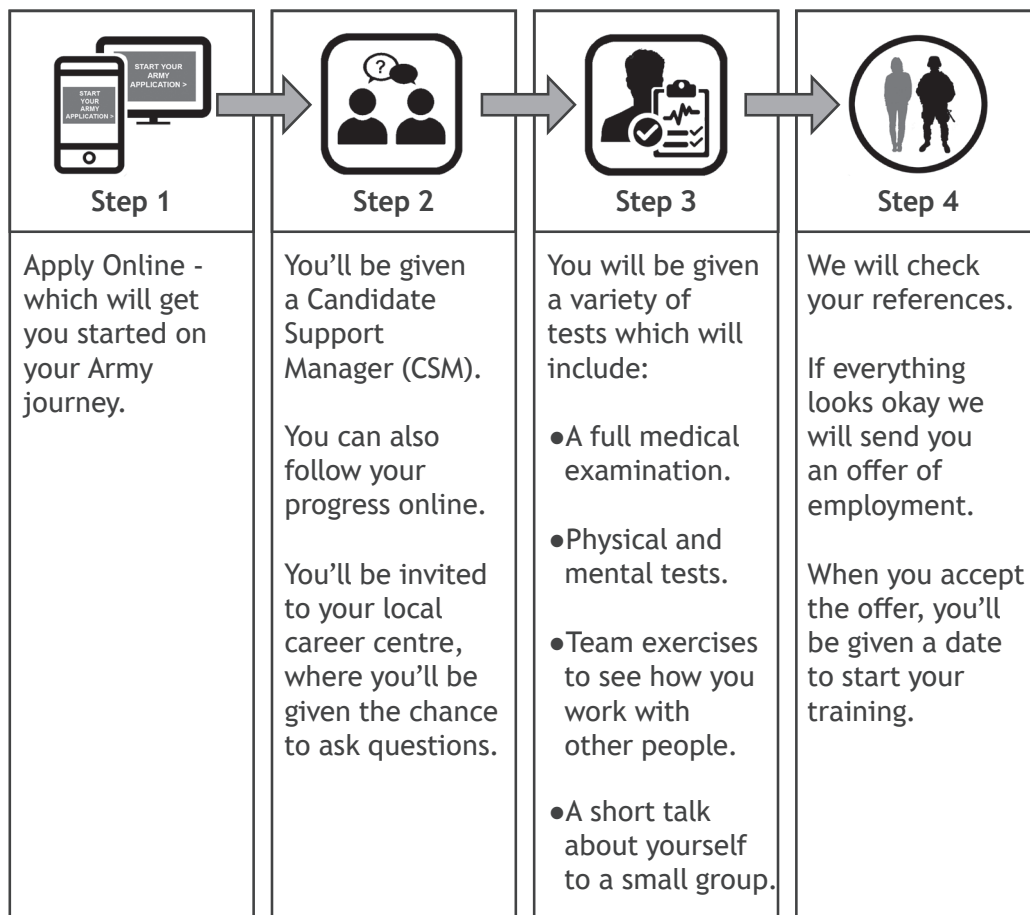 START YOUR
ARMY
APPLICATION >
START
YOUR
ARMY
APPLICATION >
?
Step 1
Apply Online -
which will get
you started on
your Army
journey.
Step 2
You’ll be given
a Candidate
Support
Manager (CSM).
You can also
follow your
progress online.
You’ll be invited
to your local
career centre,
where you’ll be
given the chance
to ask questions.
Step 3
You will be given
a variety of
tests which will
include:
●A full medical
examination.
●Physical and
mental tests.
●Team exercises
to see how you
work with
other people.
●A short talk
about yourself
to a small group.
Step 4
We will check
your references.
If everything
looks okay we
will send you
an offer of
employment.
When you accept
the offer, you’ll
be given a date
to start your
training.